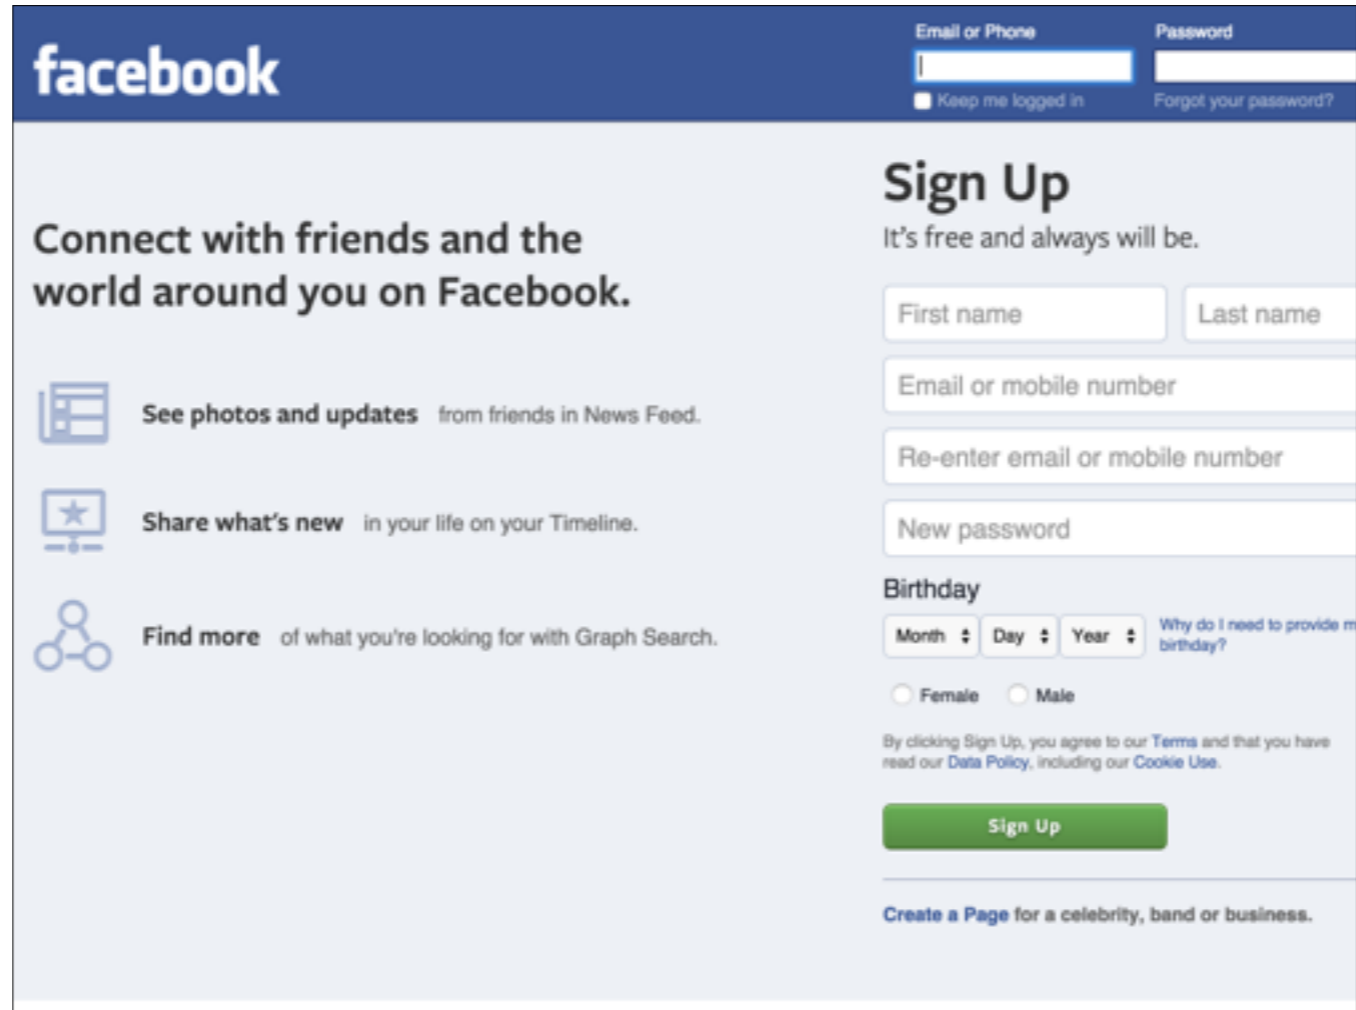 facebook
Email or Phone
Password
Keep me logged in
Forgot your password?
Connect with friends and the
world around you on Facebook.
See photos and updates from friends in News Feed.
Share what's new in your life on your Timeline.
Find more of what you're looking for with Graph Search.
Sign Up
It's free and always will be.
First name
Last name
Email or mobile number
Re-enter email or mobile number
New password
Birthday
Month
Day
Year
Why do I need to provide m
birthday?
Female
Male
By clicking Sign Up, you agree to our Terms and that you have
read our Data Policy, including our Cookie Use.
Sign Up
Create a Page for a celebrity, band or business.